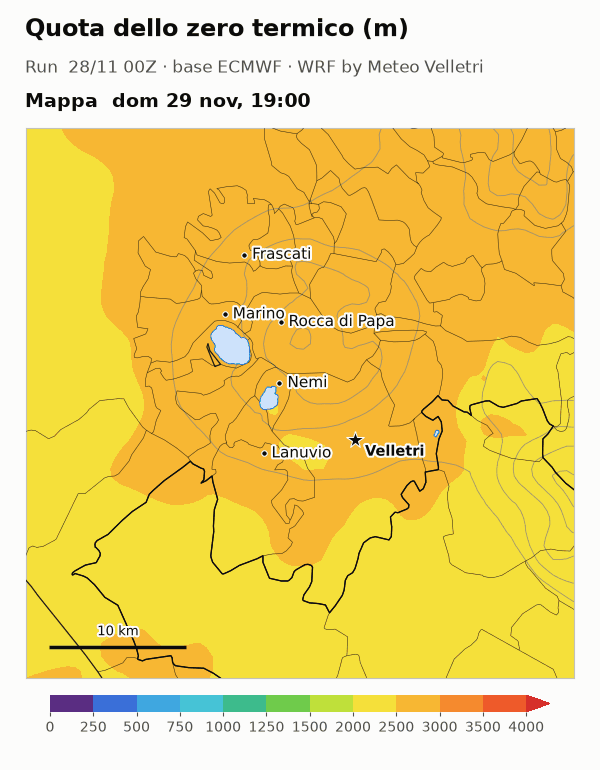 Quota dello zero termico (m)
Run  28/11 00Z · base ECMWF · WRF by Meteo Velletri
Mappa  dom 29 nov, 19:00
Frascati
Marino
Rocca di Papa
Nemi
Velletri
Lanuvio
10 km
0 250 500 750 1000 1250 1500 2000 2500 3000 3500 4000